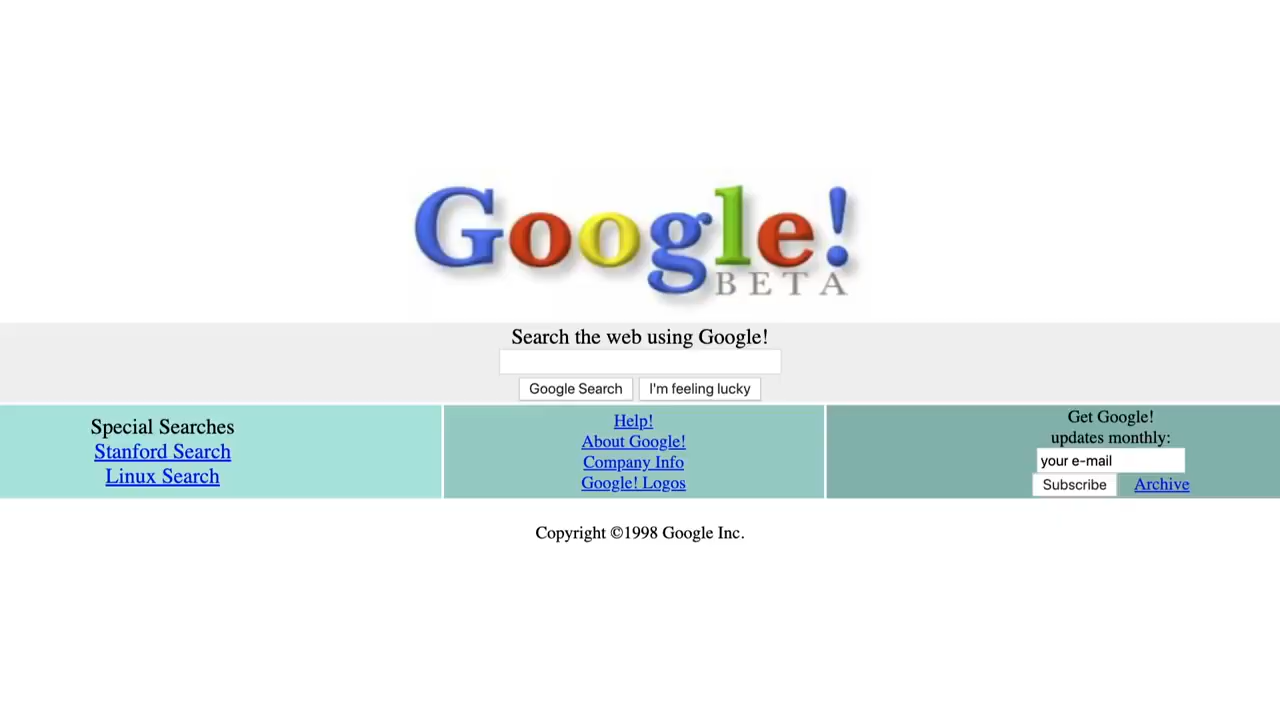 Google!
BETA
Search the web using Google!
Google Search I'm feeling lucky
Special Searches
Stanford Search
Linux Search
Help!
About Google!
Company Info
Google! Logos
Get Google!
updates monthly:
your e-mail
Subscribe Archive
Copyright ©1998 Google Inc.